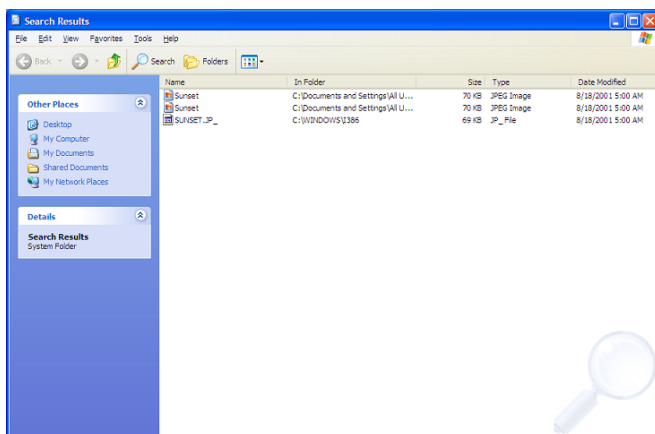 Search Results
File Edit View Favorites Tools Help
Back Search Folders
Name In Folder Size Type Date Modified
Sunset C:\Documents and Settings\All U... 70 KB JPEG Image 8/18/2001 5:00 AM
Sunset C:\Documents and Settings\All U... 70 KB JPEG Image 8/18/2001 5:00 AM
SUNSET.JP_ C:\WINDOWS\I386 69 KB JP_ File 8/18/2001 5:00 AM
Other Places
Desktop
My Computer
My Documents
Shared Documents
My Network Places
Details
Search Results
System Folder